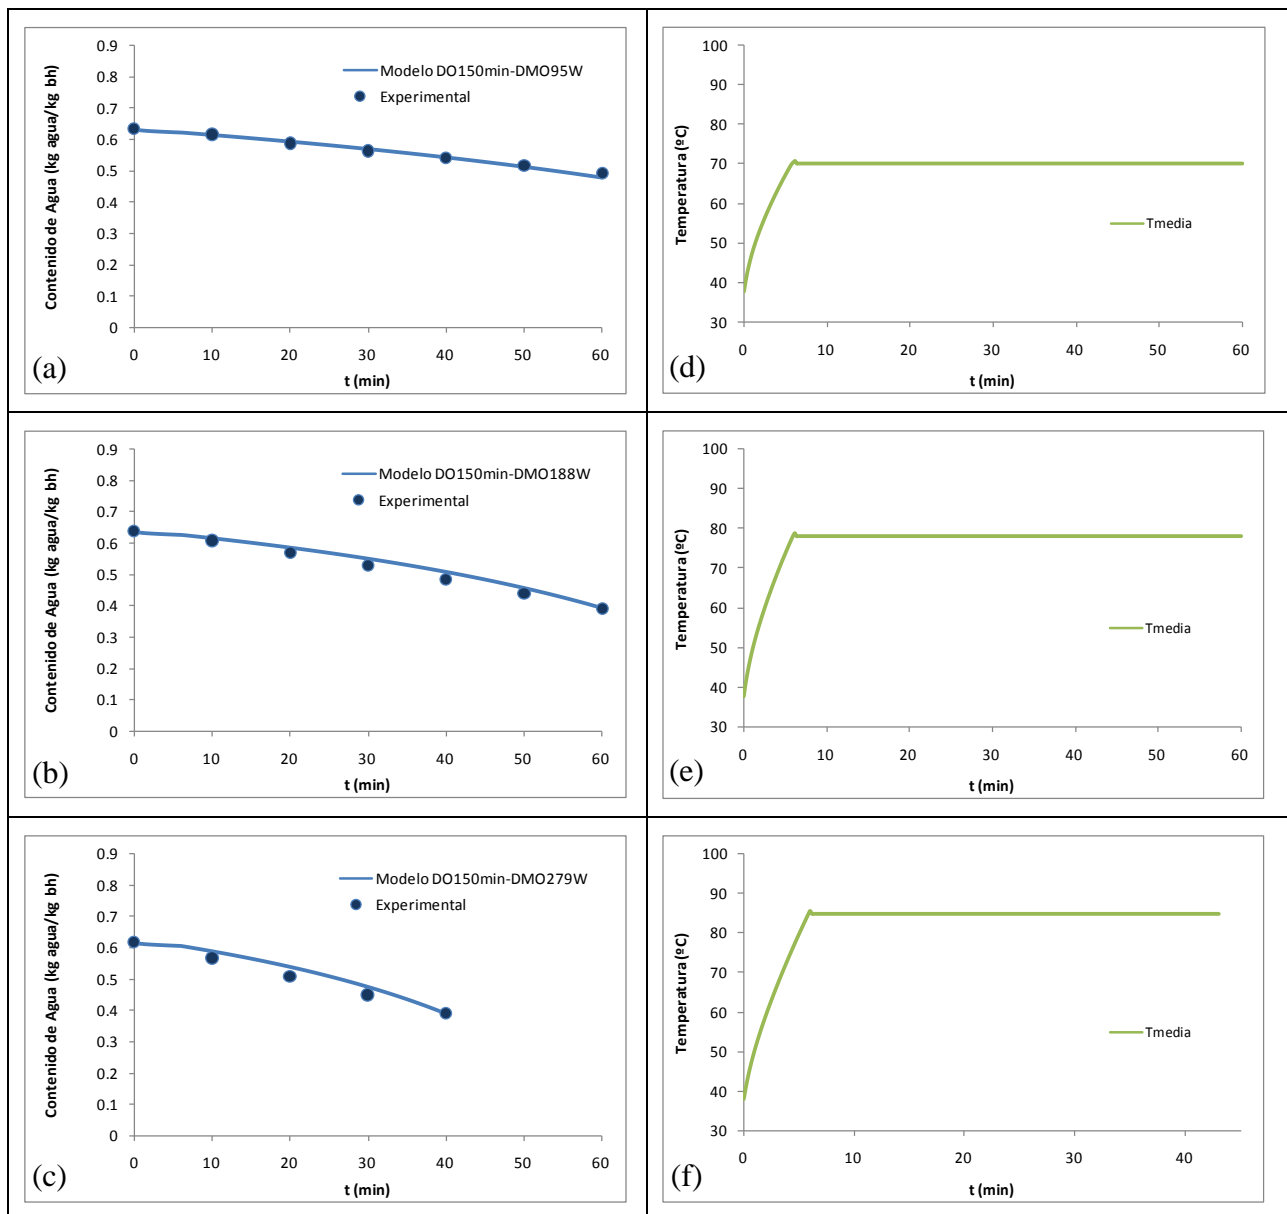 0.9
0.8
0.7
0.6
0.5
0.4
0.3
0.2
0.1
0
Contenido de Agua (kg agua/kg bh)
Modelo DO150min-DMO95W
Experimental
0 10 20 30 40 50 60
t (min)
(a)
100
90
80
70
60
50
40
30
Temperatura (ºC)
Tmedia
0 10 20 30 40 50 60
t (min)
(d)
0.9
0.8
0.7
0.6
0.5
0.4
0.3
0.2
0.1
0
Contenido de Agua (kg agua/kg bh)
Modelo DO150min-DMO188W
Experimental
0 10 20 30 40 50 60
t (min)
(b)
100
90
80
70
60
50
40
30
Temperatura (ºC)
Tmedia
0 10 20 30 40 50 60
t (min)
(e)
0.9
0.8
0.7
0.6
0.5
0.4
0.3
0.2
0.1
0
Contenido de Agua (kg agua/kg bh)
Modelo DO150min-DMO279W
Experimental
0 10 20 30 40 50 60
t (min)
(c)
100
90
80
70
60
50
40
30
Temperatura (ºC)
Tmedia
0 10 20 30 40
t (min)
(f)